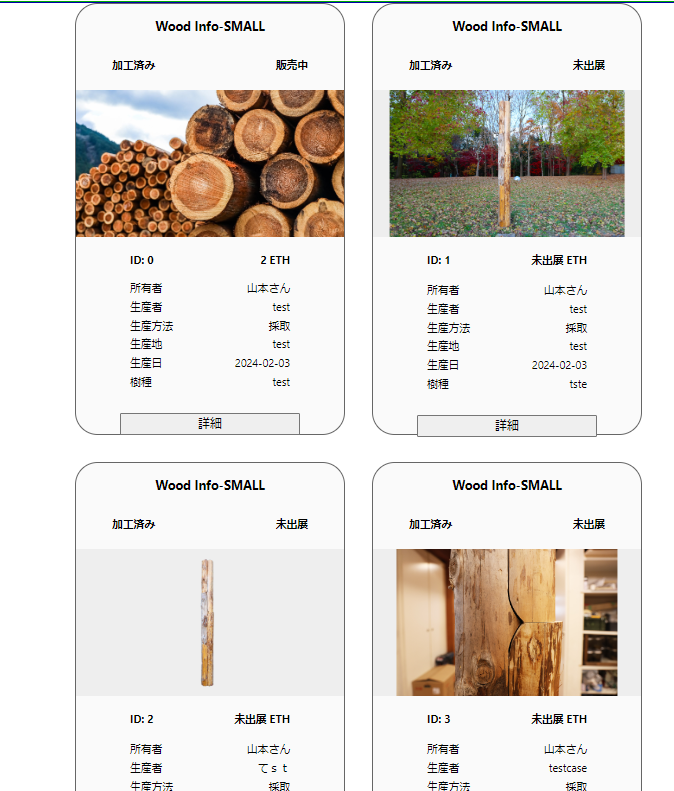 Wood Info-SMALL
加工済み 販売中
ID: 0 2 ETH
所有者 山本さん
生産者 test
生産方法 採取
生産地 test
生産日 2024-02-03
樹種 test
詳細
Wood Info-SMALL
加工済み 未出展
ID: 1 未出展 ETH
所有者 山本さん
生産者 test
生産方法 採取
生産地 test
生産日 2024-02-03
樹種 tste
詳細
Wood Info-SMALL
加工済み 未出展
ID: 2 未出展 ETH
所有者 山本さん
生産者 てｓｔ
生産方法 採取
Wood Info-SMALL
加工済み 未出展
ID: 3 未出展 ETH
所有者 山本さん
生産者 testcase
生産方法 採取